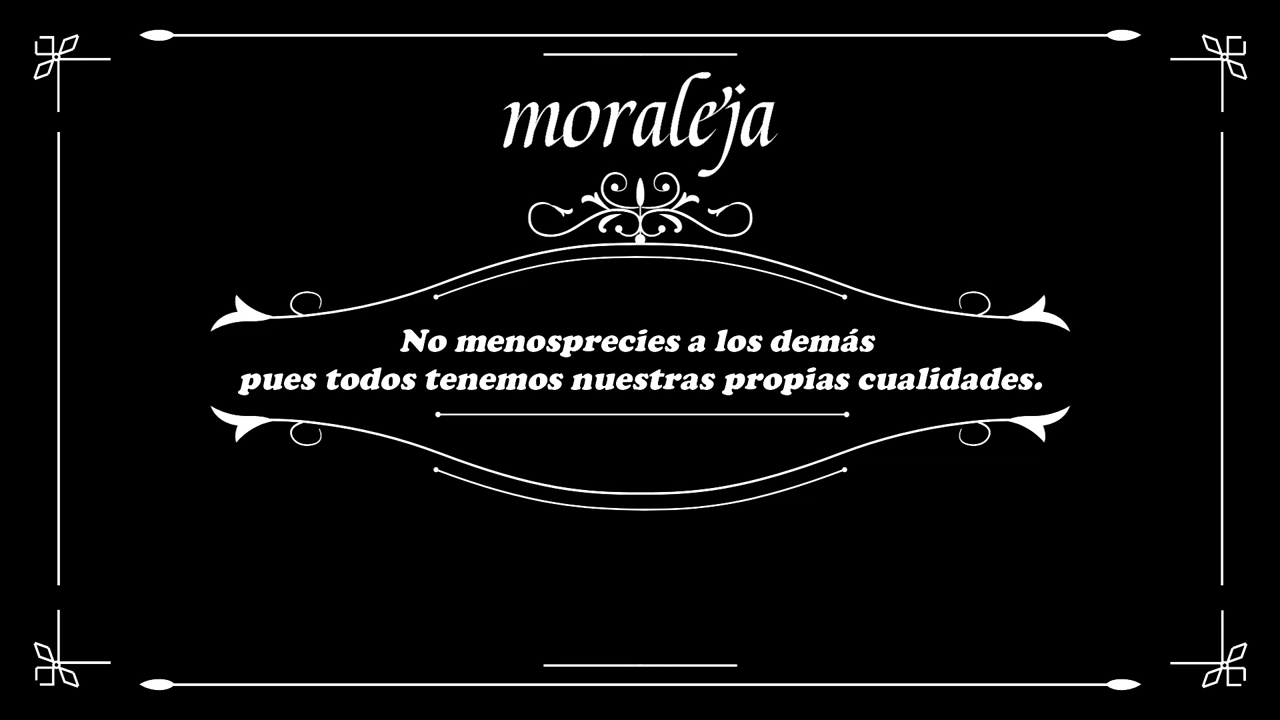 moraleja
No menosprecies a los demás
pues todos tenemos nuestras propias cualidades.